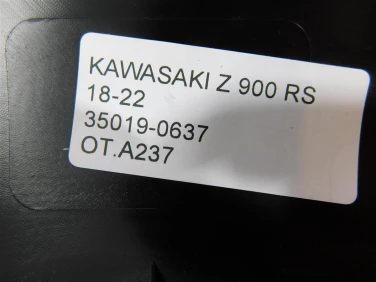 KAWASAKI Z 900 RS
18-22
35019-0637
OT.A237